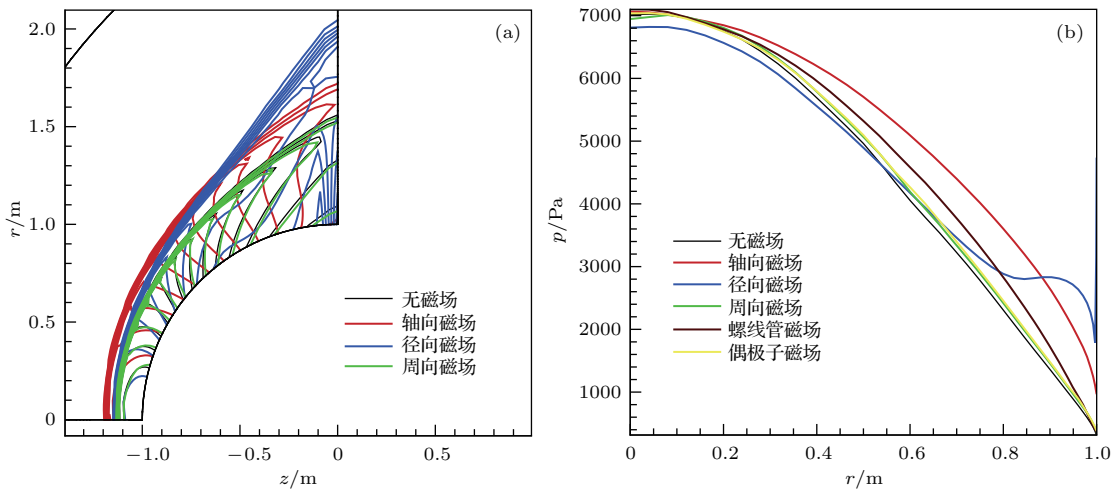 (a)
r/m
2.0
1.5
1.0
0.5
0
无磁场
轴向磁场
径向磁场
周向磁场
−1.0
−0.5
0
0.5
z/m
(b)
p/Pa
7000
6000
5000
4000
3000
2000
1000
无磁场
轴向磁场
径向磁场
周向磁场
螺线管磁场
偶极子磁场
0
0.2
0.4
0.6
0.8
1.0
r/m